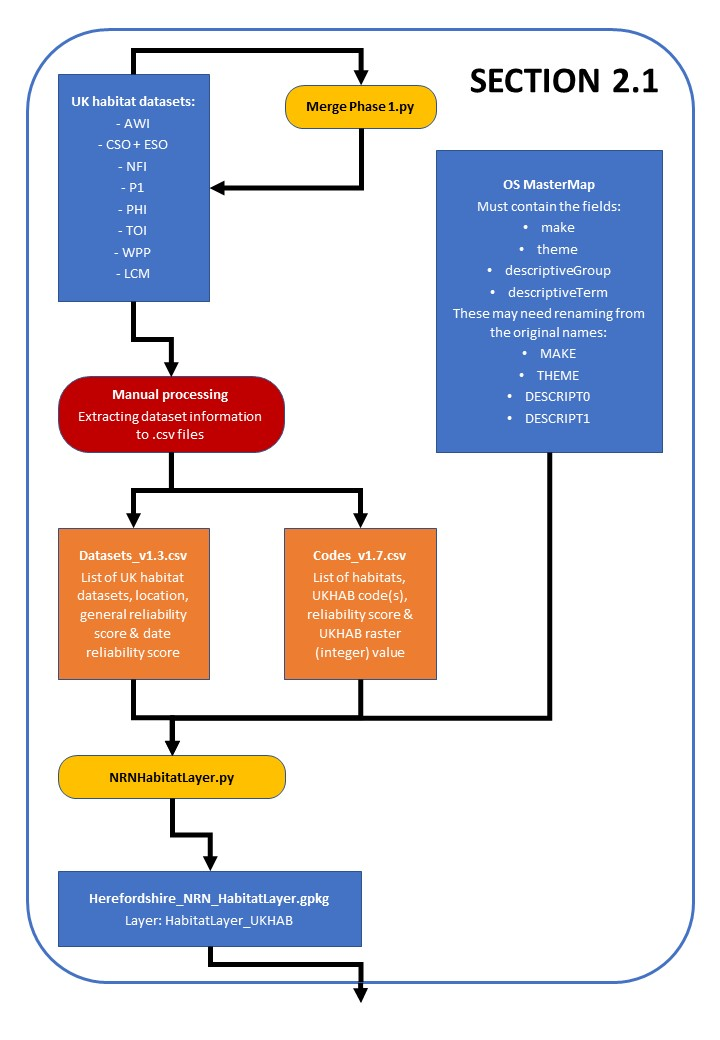 SECTION 2.1
UK habitat datasets:
- AWI
- CSO + ESO
- NFI
- P1
- PHI
- TOI
- WPP
- LCM
Merge Phase 1.py
OS MasterMap
Must contain the fields:
• make
• theme
• descriptiveGroup
• descriptiveTerm
These may need renaming from
the original names:
• MAKE
• THEME
• DESCRIPT0
• DESCRIPT1
Manual processing
Extracting dataset information
to .csv files
Datasets_v1.3.csv
List of UK habitat
datasets, location,
general reliability
score & date
reliability score
Codes_v1.7.csv
List of habitats,
UKHAB code(s),
reliability score &
UKHAB raster
(integer) value
NRNHabitatLayer.py
Herefordshire_NRN_HabitatLayer.gpkg
Layer: HabitatLayer_UKHAB